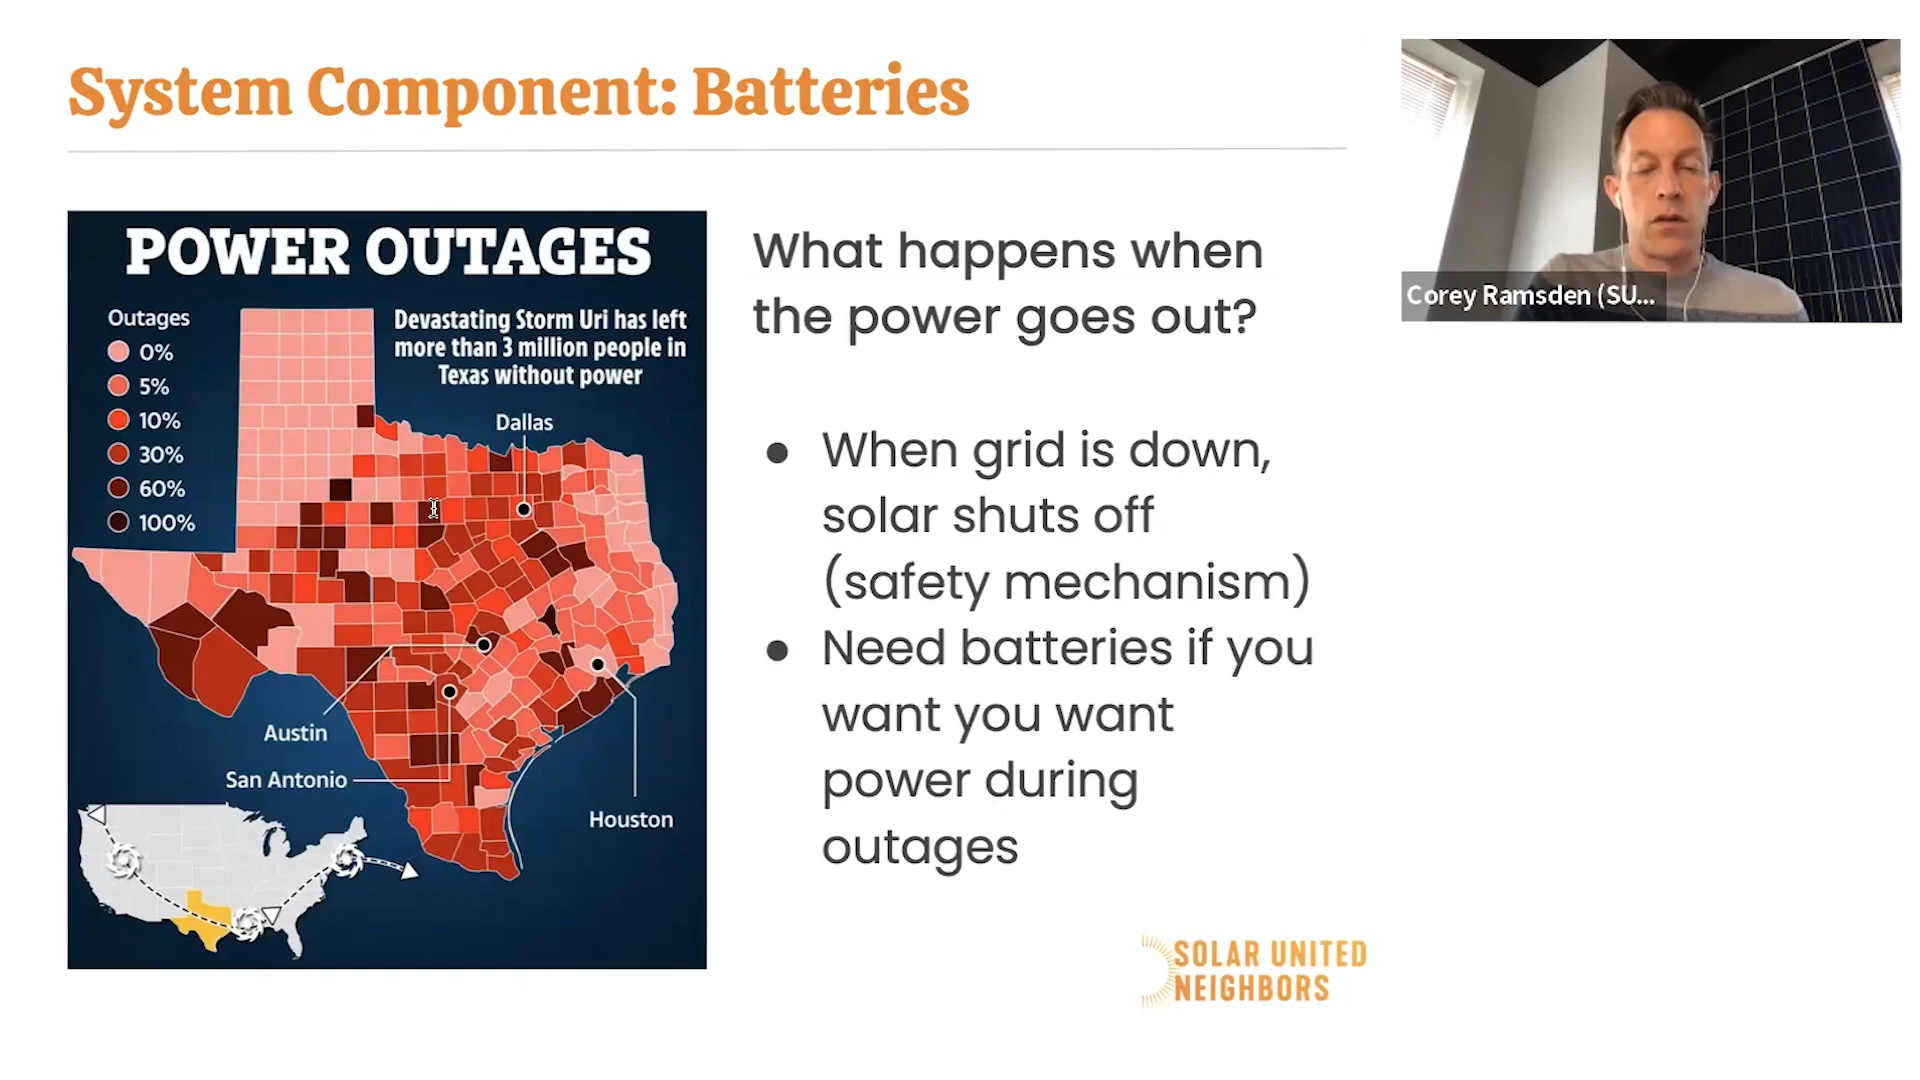 System Component: Batteries
POWER OUTAGES
Outages
0%
5%
10%
30%
60%
100%
Devastating Storm Uri has left
more than 3 million people in
Texas without power
Dallas
Austin
San Antonio
Houston
What happens when
the power goes out?
● When grid is down,
solar shuts off
(safety mechanism)
● Need batteries if you
want you want
power during
outages
SOLAR UNITED
NEIGHBORS
Corey Ramsden (SU...